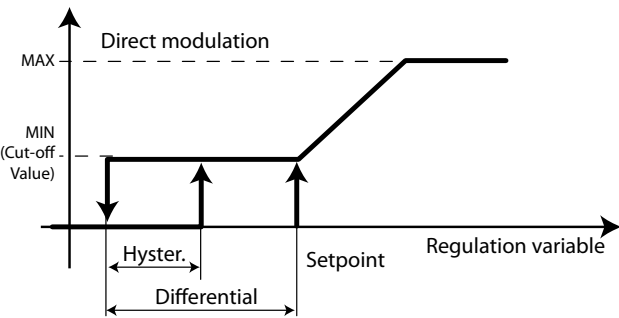 Direct modulation
MAX
MIN
(Cut-off
Value)
Regulation variable
Hyster.
Setpoint
Differential